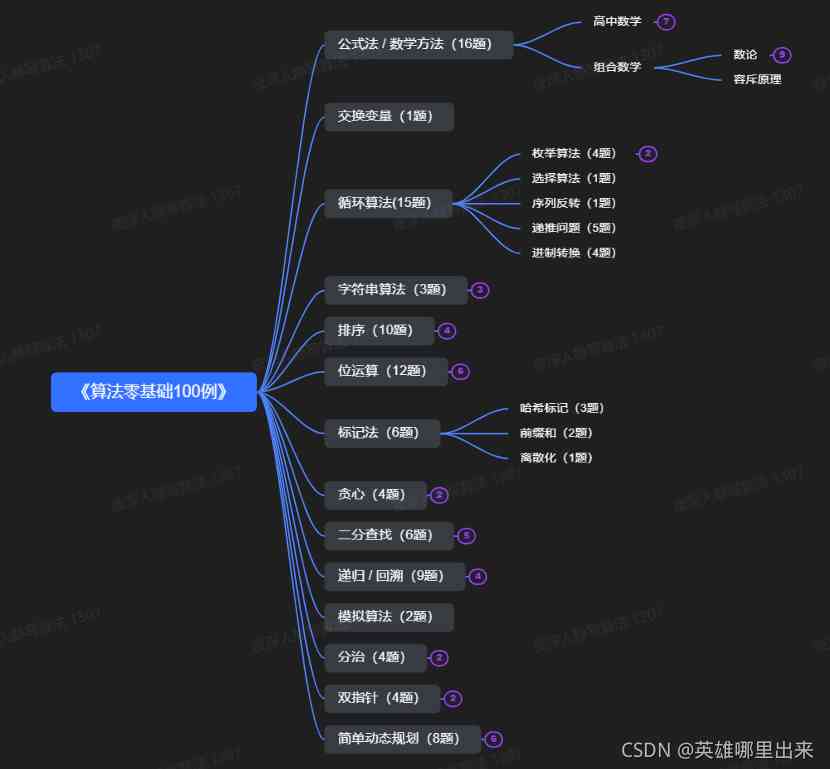 公式法 / 数学方法（16题）
高中数学 7
组合数学
数论 9
容斥原理
交换变量（1题）
循环算法(15题)
枚举算法（4题） 2
选择算法（1题）
序列反转（1题）
递推问题（5题）
进制转换（4题）
字符串算法（3题） 3
排序（10题） 4
位运算（12题） 6
《算法零基础100例》
标记法（6题）
哈希标记（3题）
前缀和（2题）
离散化（1题）
贪心（4题） 2
二分查找（6题） 5
递归 / 回溯（9题） 4
模拟算法（2题）
分治（4题） 2
双指针（4题） 2
简单动态规划（8题） 6
CSDN @英雄哪里出来